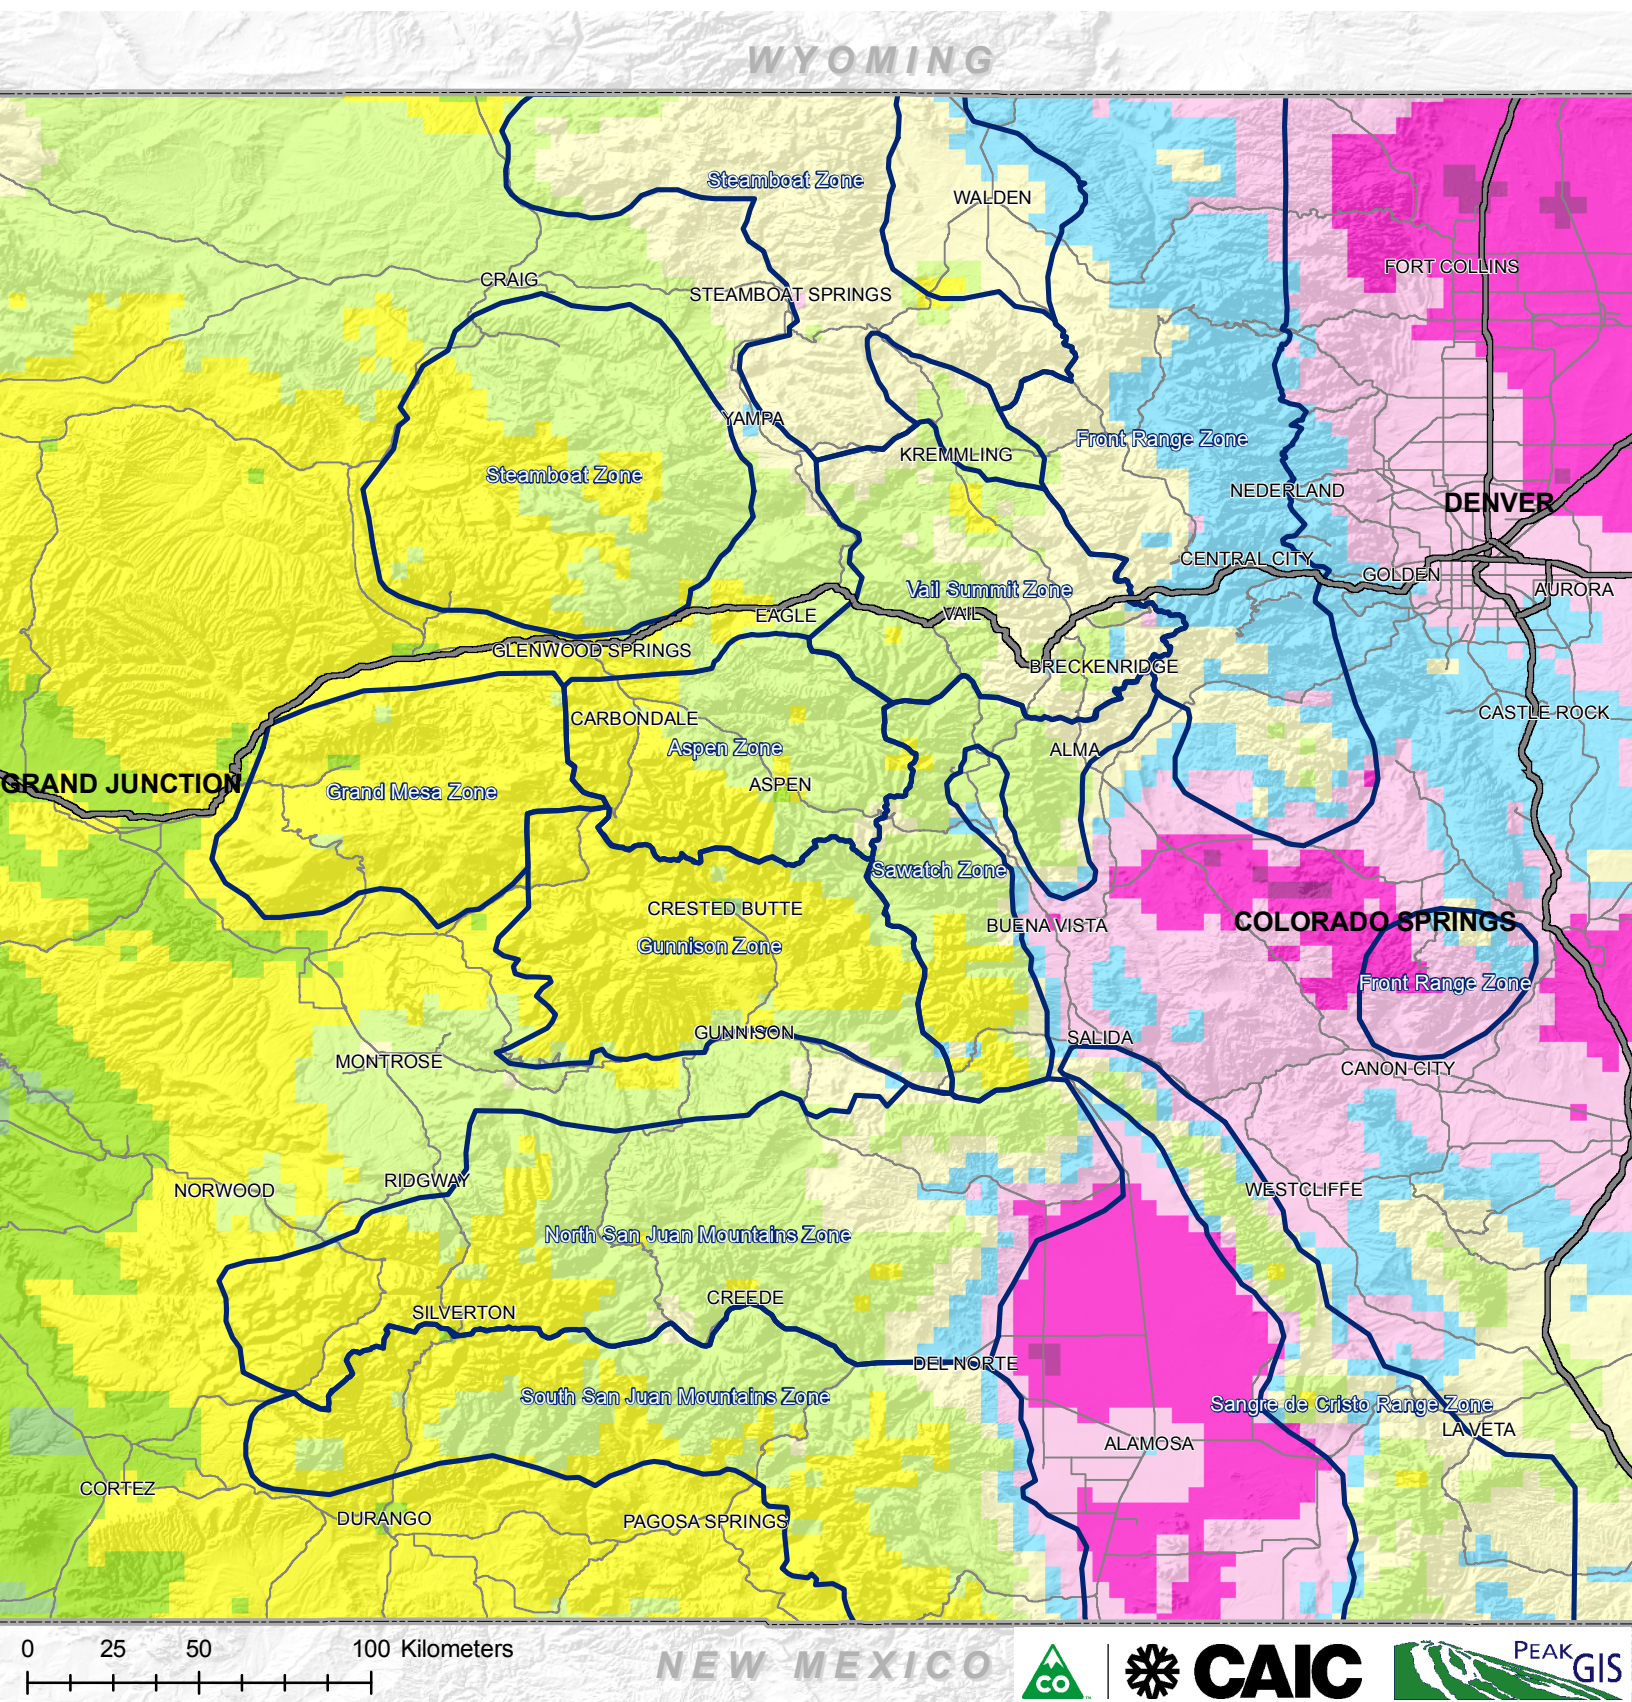 WYOMING
Steamboat Zone
WALDEN
FORT COLLINS
CRAIG
STEAMBOAT SPRINGS
YAMPA
Front Range Zone
KREMMLING
Steamboat Zone
NEDERLAND
DENVER
CENTRAL CITY
GOLDEN
Vail Summit Zone
AURORA
EAGLE
VAIL
GLENWOOD SPRINGS
BRECKENRIDGE
CARBONDALE
CASTLE ROCK
Aspen Zone
ALMA
GRAND JUNCTION
ASPEN
Grand Mesa Zone
Sawatch Zone
CRESTED BUTTE
BUENA VISTA
COLORADO SPRINGS
Gunnison Zone
Front Range Zone
GUNNISON
SALIDA
MONTROSE
CANON CITY
RIDGWAY
NORWOOD
WESTCLIFFE
North San Juan Mountains Zone
CREEDE
SILVERTON
DEL NORTE
South San Juan Mountains Zone
Sangre de Cristo Range Zone
LA VETA
ALAMOSA
CORTEZ
DURANGO
PAGOSA SPRINGS
0 25 50 100 Kilometers
NEW MEXICO
CO
CAIC
PEAK GIS